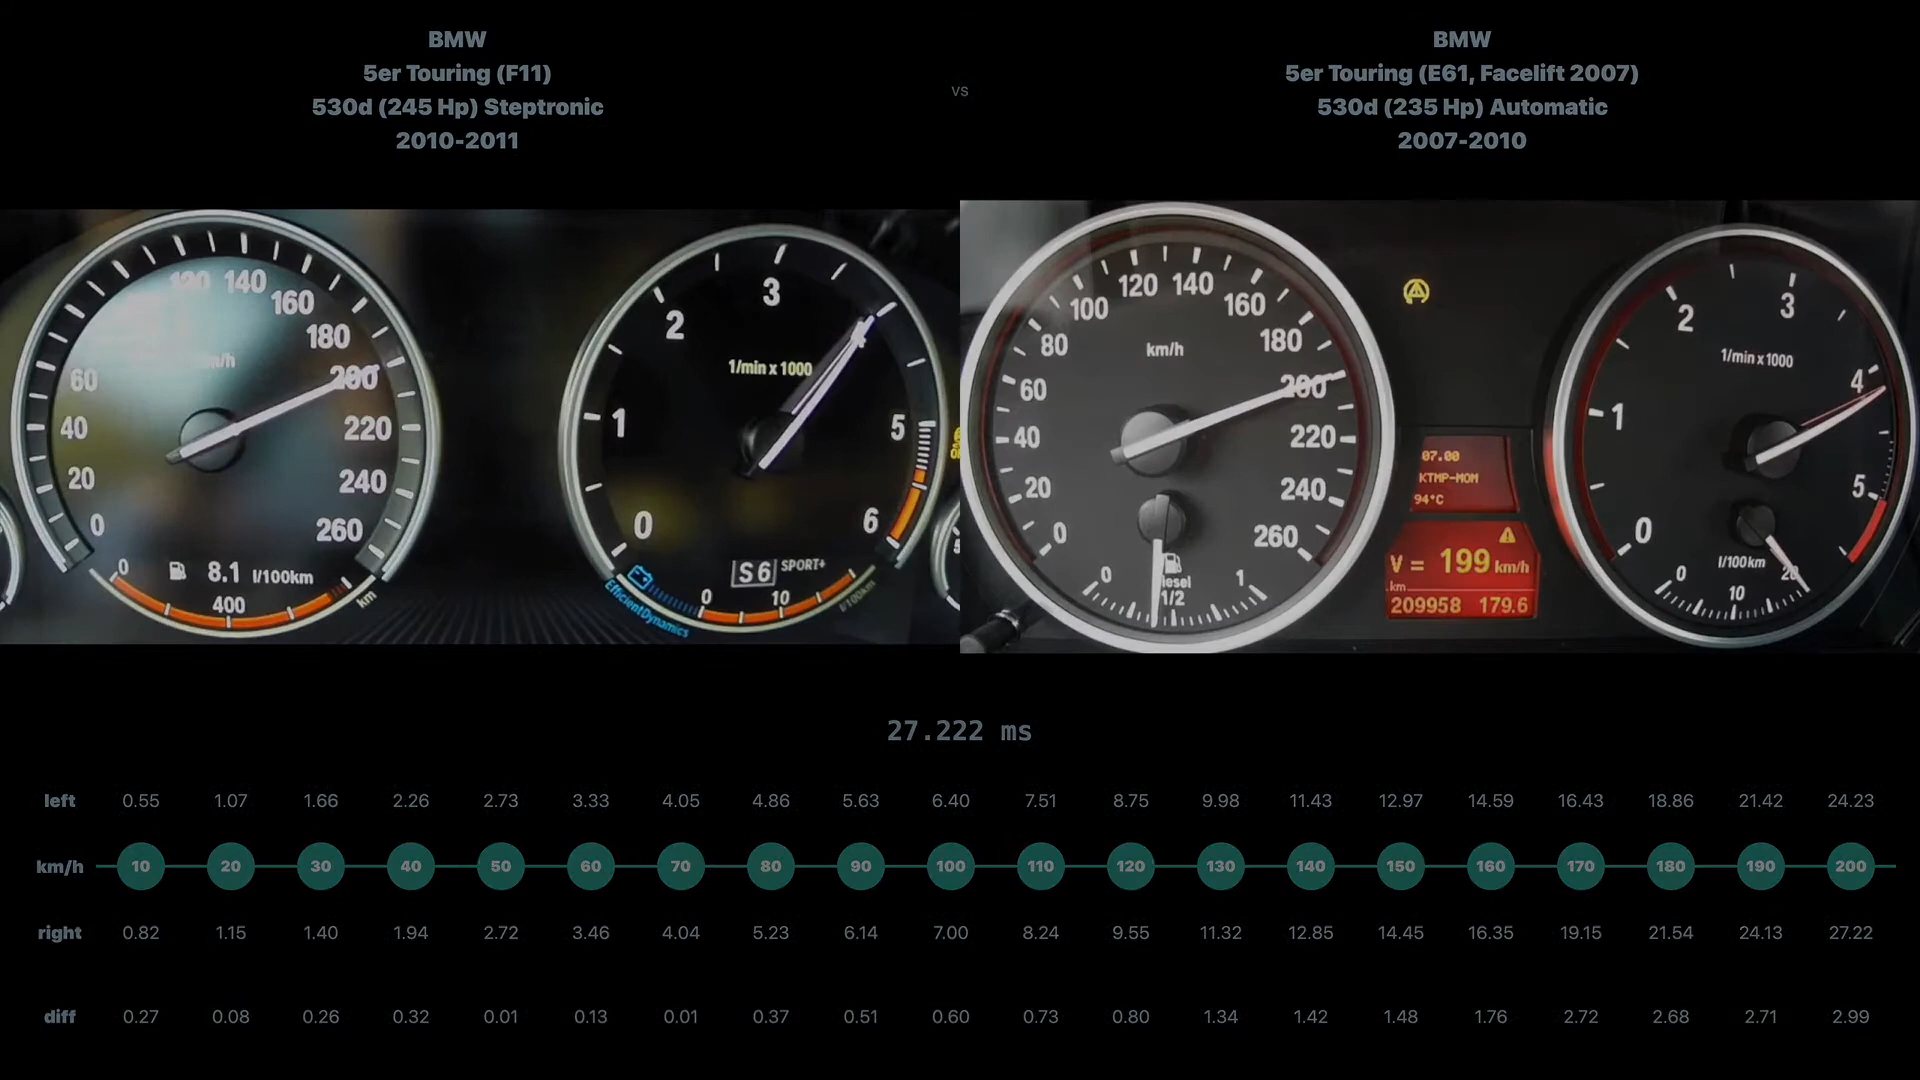 BMW
5er Touring (F11)
530d (245 Hp) Steptronic
2010-2011
vs
BMW
5er Touring (E61, Facelift 2007)
530d (235 Hp) Automatic
2007-2010
0
20
40
60
120
140
160
180
200
220
240
260
0
8.1 l/100km
400
km
0
1
2
3
5
6
1/min x 1000
S 6 SPORT+
0
10
l/100km
EfficientDynamics
0
20
40
60
80
100
120
140
160
180
200
220
240
260
km/h
0
1/2
1
07.00
KTMP-MOM
94°C
V = 199 km/h
km
209958 179.6
0
1
2
3
4
5
1/min x 1000
l/100km
0
10
20
27.222 ms
left 0.55 1.07 1.66 2.26 2.73 3.33 4.05 4.86 5.63 6.40 7.51 8.75 9.98 11.43 12.97 14.59 16.43 18.86 21.42 24.23
km/h 10 20 30 40 50 60 70 80 90 100 110 120 130 140 150 160 170 180 190 200
right 0.82 1.15 1.40 1.94 2.72 3.46 4.04 5.23 6.14 7.00 8.24 9.55 11.32 12.85 14.45 16.35 19.15 21.54 24.13 27.22
diff 0.27 0.08 0.26 0.32 0.01 0.13 0.01 0.37 0.51 0.60 0.73 0.80 1.34 1.42 1.48 1.76 2.72 2.68 2.71 2.99